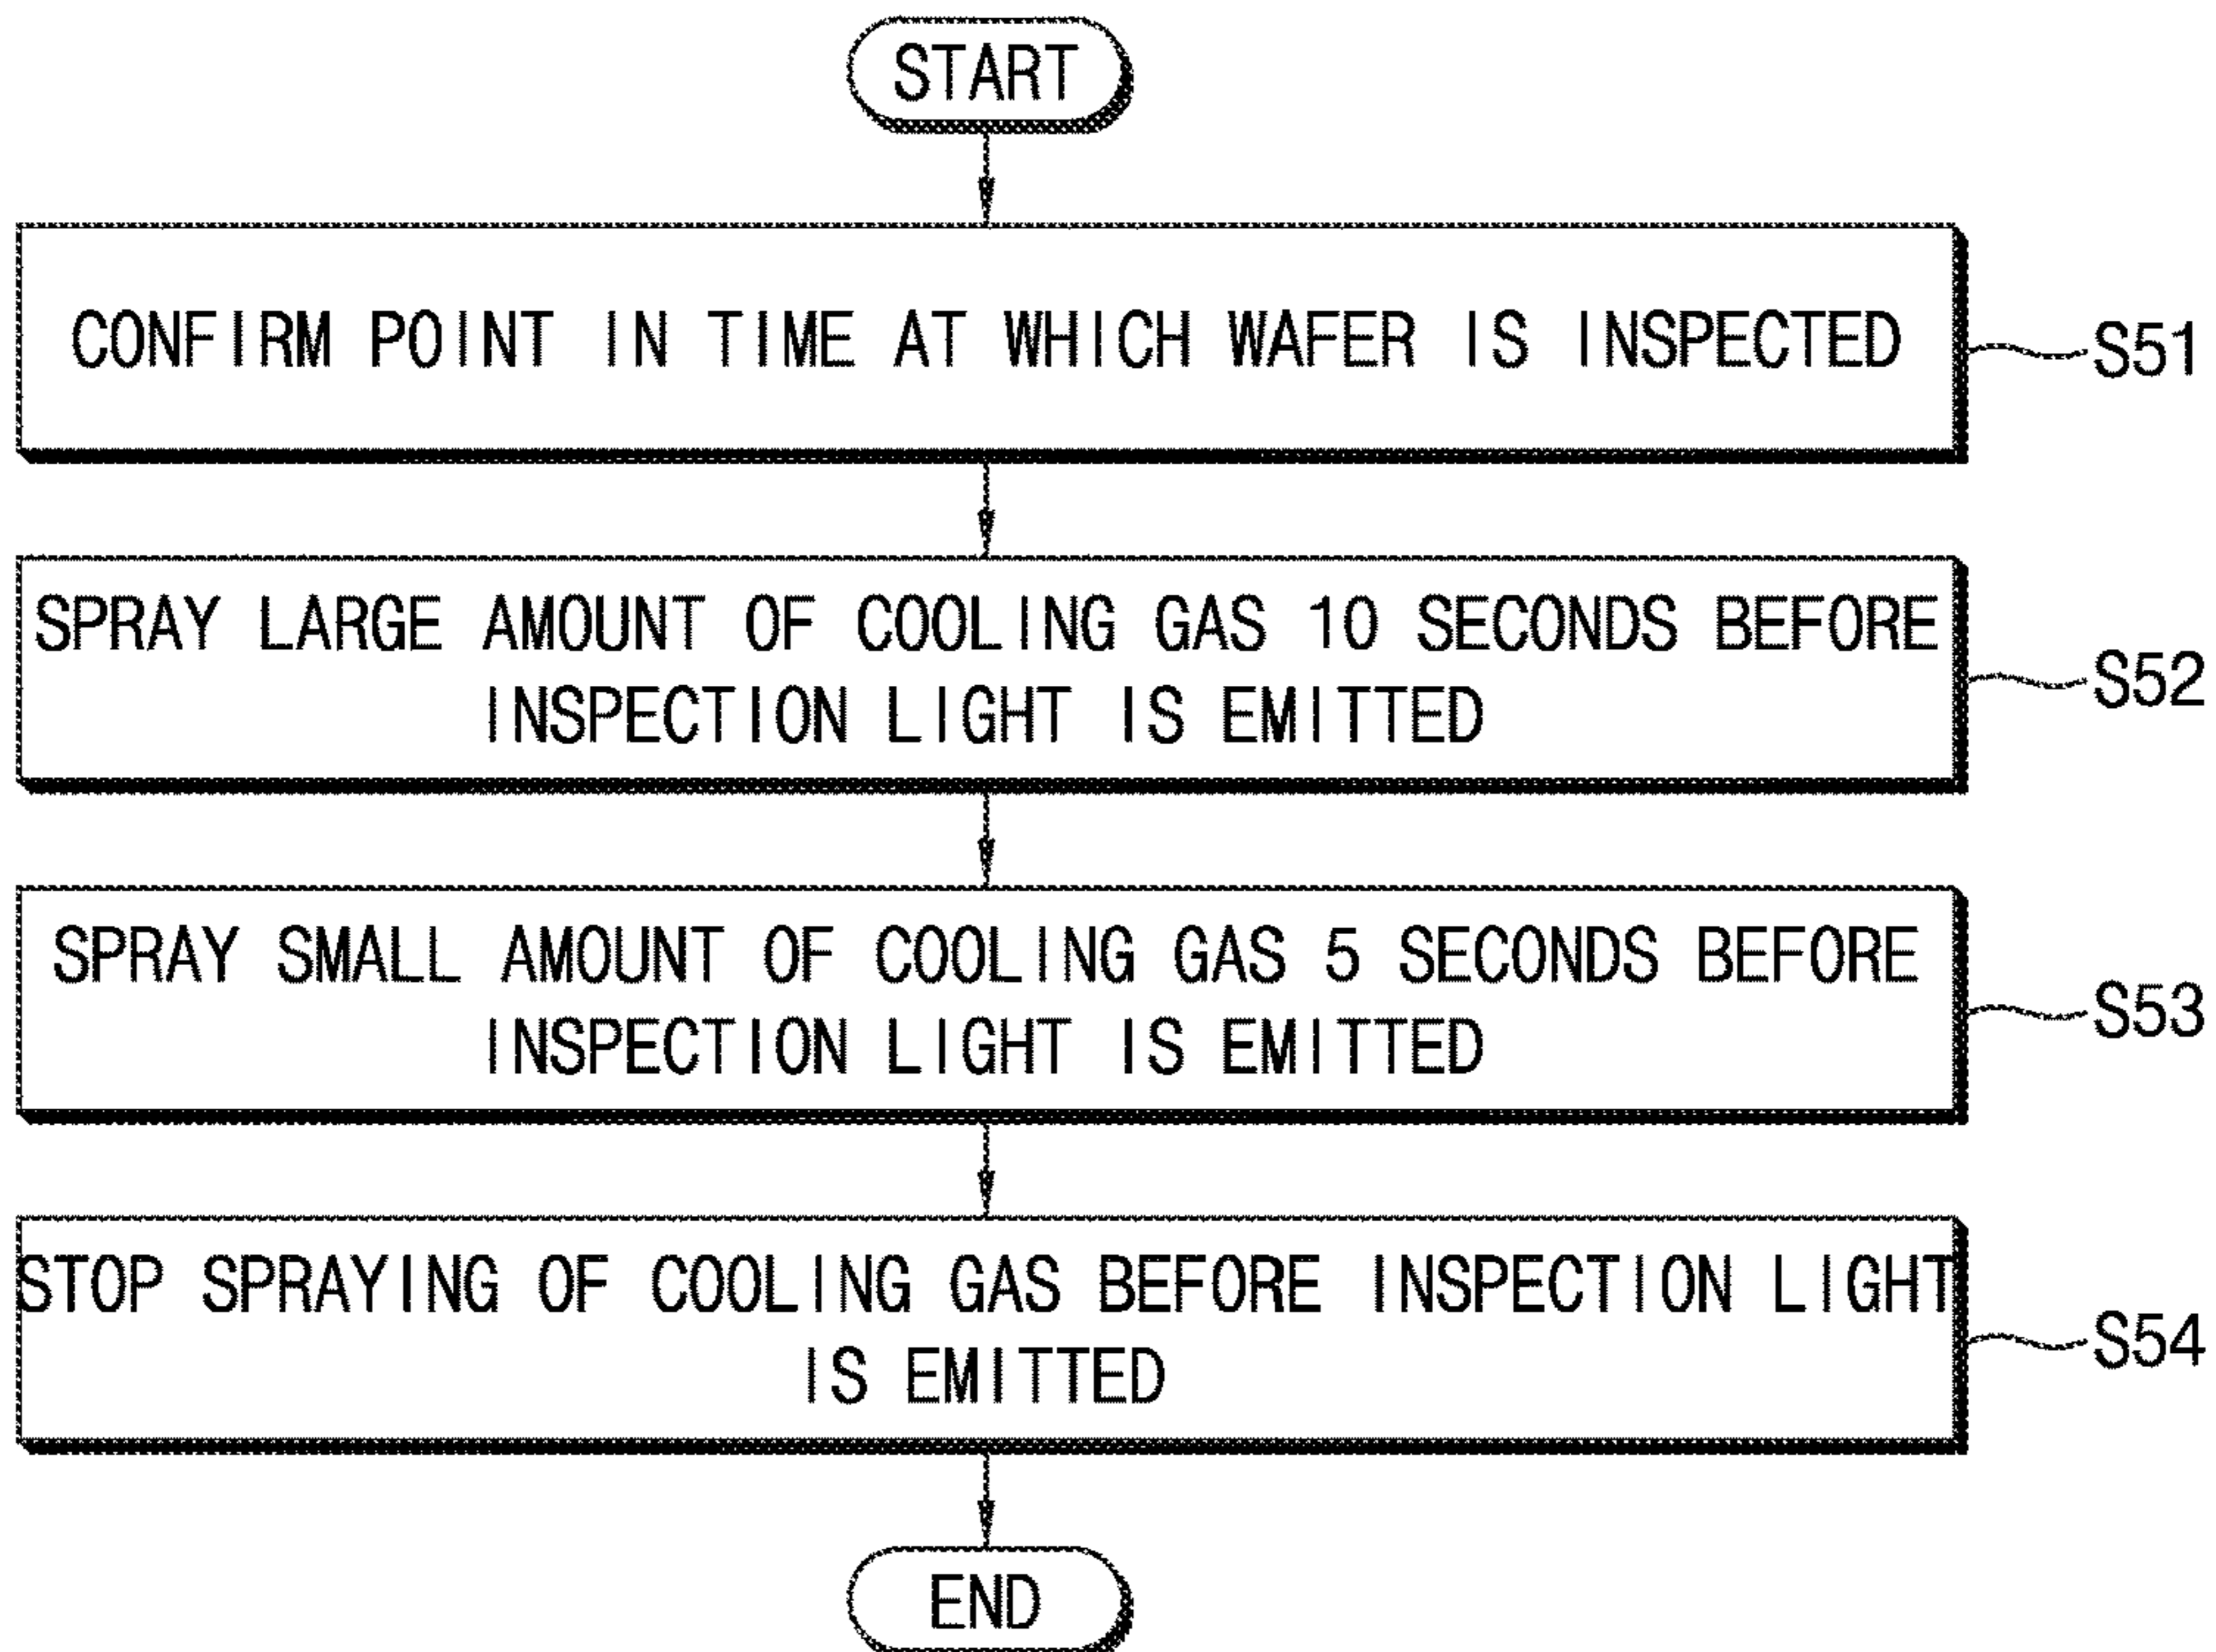 START
CONFIRM POINT IN TIME AT WHICH WAFER IS INSPECTED
S51
SPRAY LARGE AMOUNT OF COOLING GAS 10 SECONDS BEFORE
INSPECTION LIGHT IS EMITTED
S52
SPRAY SMALL AMOUNT OF COOLING GAS 5 SECONDS BEFORE
INSPECTION LIGHT IS EMITTED
S53
STOP SPRAYING OF COOLING GAS BEFORE INSPECTION LIGHT
IS EMITTED
S54
END